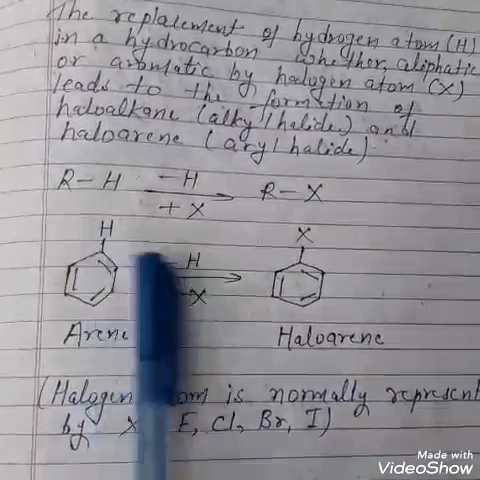 The replacement of hydrogen atom (H)
in a hydrocarbon whether, aliphatic
or aromatic by halogen atom (X)
leads to the formation of
haloalkane (alkyl halide) and
haloarene (aryl halide).
R-H -H R-X
+X
H X
-H
X
Arene Haloarene
(Halogen atom is normally represent
by X F, Cl, Br, I)
Made with
VideoShow